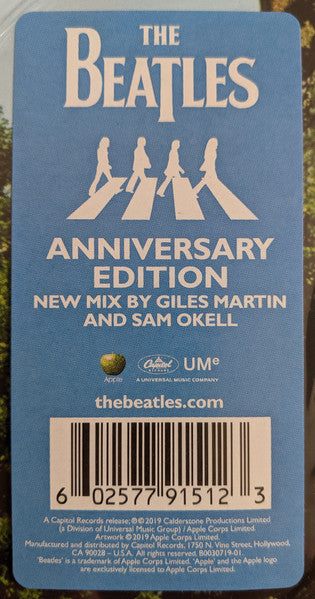 THE
BEATLES
ANNIVERSARY
EDITION
NEW MIX BY GILES MARTIN
AND SAM OKELL
Apple
Capitol
RECORDS
UMe
A UNIVERSAL MUSIC COMPANY
thebeatles.com
6 02577 91512 3
A Capitol Records release; ℗©2019 Calderstone Productions Limited
(a Division of Universal Music Group) / Apple Corps Limited.
Artwork ©2019 Apple Corps Limited.
Manufactured and distributed by Capitol Records, 1750 N. Vine Street, Hollywood,
CA 90028 – U.S.A. All rights reserved. B0030719-01.
'Beatles' is a trademark of Apple Corps Limited. 'Apple' and the Apple logo
are exclusively licensed to Apple Corps Limited.